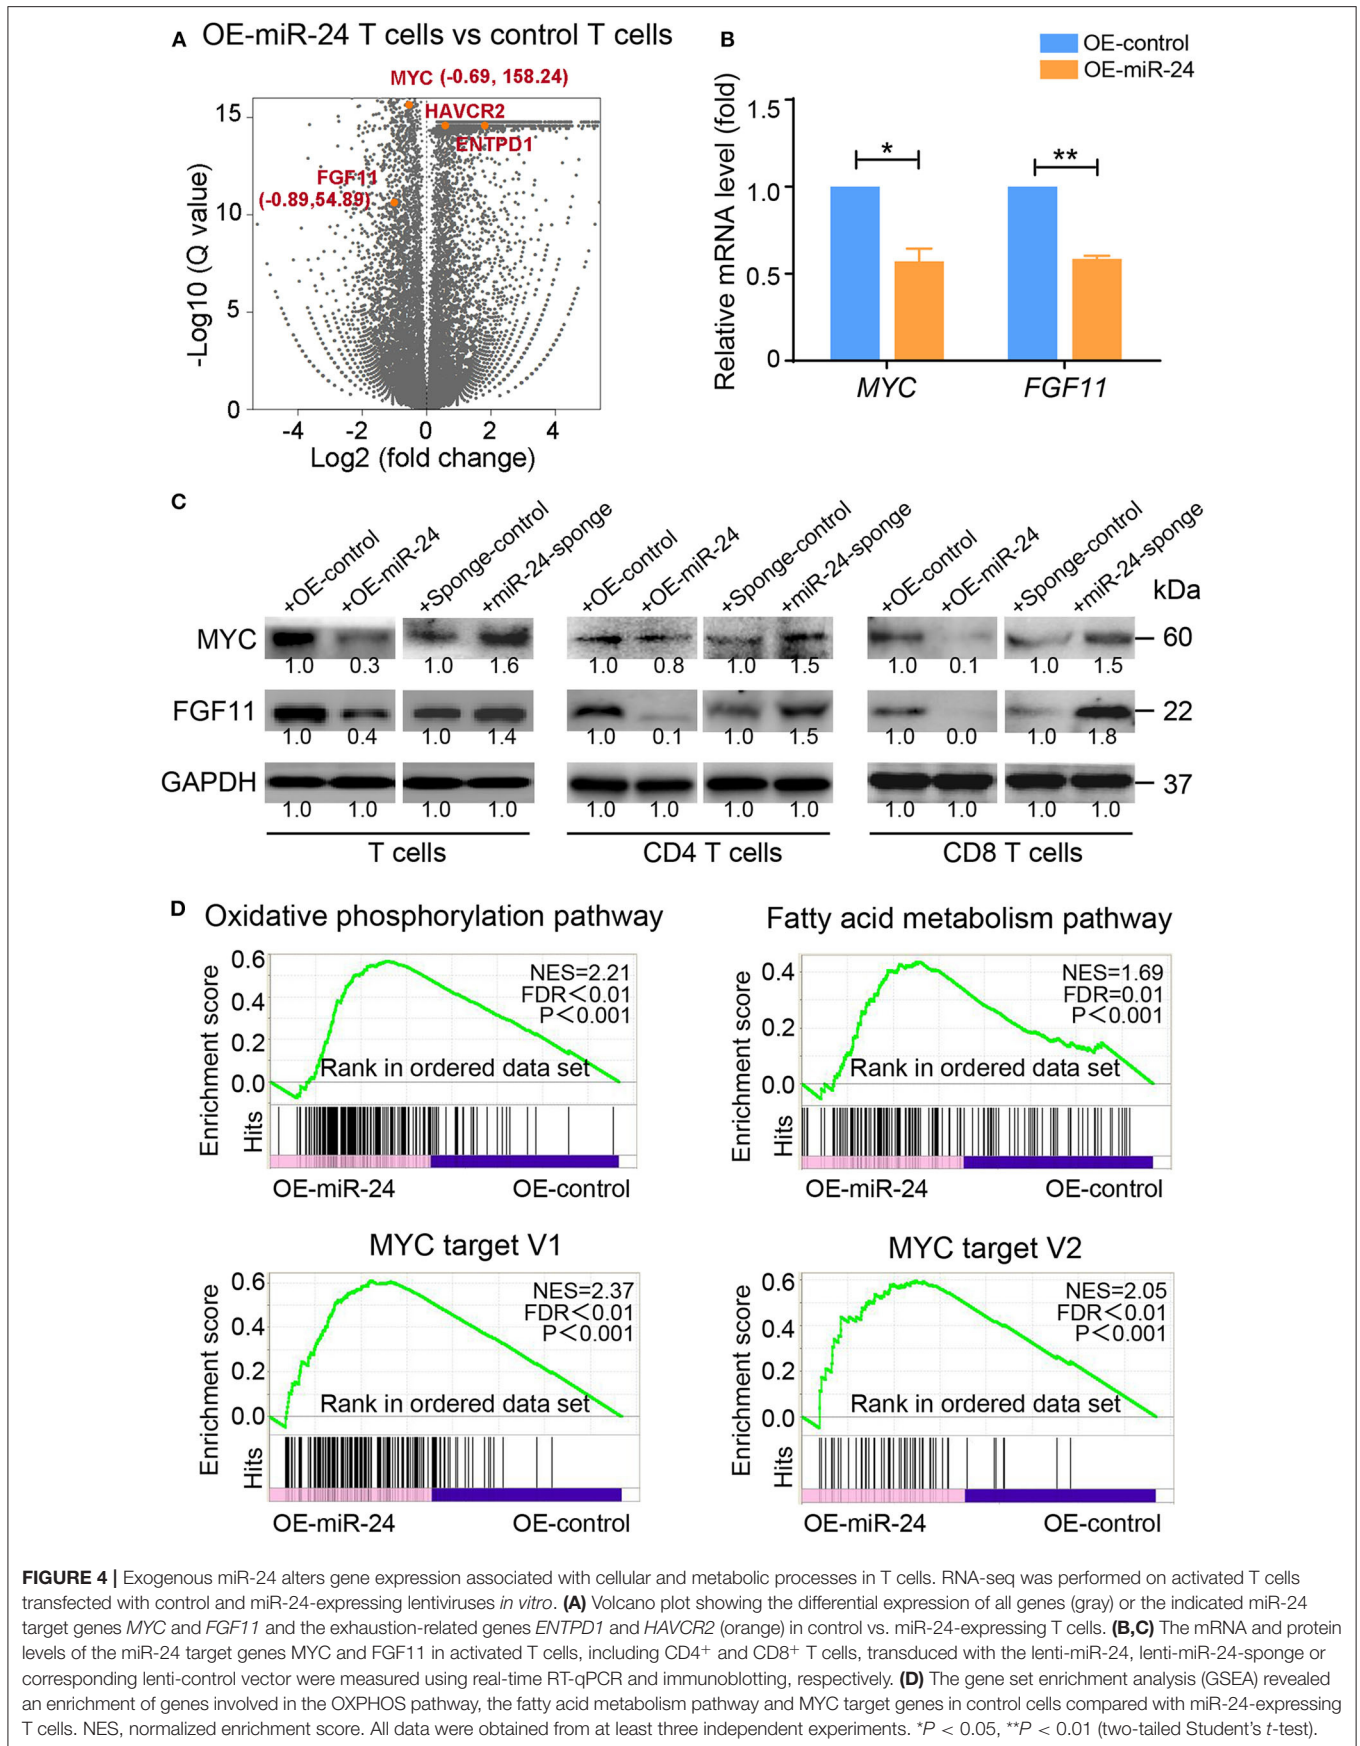 A OE-miR-24 T cells vs control T cells
MYC (-0.69, 158.24)
HAVCR2
ENTPD1
FGF11
(-0.89,54.89)
15
10
5
0
-Log10 (Q value)
-4 -2 0 2 4
Log2 (fold change)
B
OE-control
OE-miR-24
Relative mRNA level (fold)
1.5
1.0
0.5
0
* **
MYC FGF11
C
+OE-control +OE-miR-24 +Sponge-control +miR-24-sponge +OE-control +OE-miR-24 +Sponge-control +miR-24-sponge +OE-control +OE-miR-24 +Sponge-control +miR-24-sponge
kDa
MYC 60
1.0 0.3 1.0 1.6 1.0 0.8 1.0 1.5 1.0 0.1 1.0 1.5
FGF11 22
1.0 0.4 1.0 1.4 1.0 0.1 1.0 1.5 1.0 0.0 1.0 1.8
GAPDH 37
1.0 1.0 1.0 1.0 1.0 1.0 1.0 1.0 1.0 1.0 1.0 1.0
T cells CD4 T cells CD8 T cells
D Oxidative phosphorylation pathway
Enrichment score
Hits
0.6
0.4
0.2
0.0
NES=2.21
FDR<0.01
P<0.001
Rank in ordered data set
OE-miR-24 OE-control
Fatty acid metabolism pathway
Enrichment score
Hits
0.4
0.2
0.0
NES=1.69
FDR=0.01
P<0.001
Rank in ordered data set
OE-miR-24 OE-control
MYC target V1
Enrichment score
Hits
0.6
0.4
0.2
0.0
NES=2.37
FDR<0.01
P<0.001
Rank in ordered data set
OE-miR-24 OE-control
MYC target V2
Enrichment score
Hits
0.6
0.4
0.2
0.0
NES=2.05
FDR<0.01
P<0.001
Rank in ordered data set
OE-miR-24 OE-control
FIGURE 4 | Exogenous miR-24 alters gene expression associated with cellular and metabolic processes in T cells. RNA-seq was performed on activated T cells
transfected with control and miR-24-expressing lentiviruses in vitro. (A) Volcano plot showing the differential expression of all genes (gray) or the indicated miR-24
target genes MYC and FGF11 and the exhaustion-related genes ENTPD1 and HAVCR2 (orange) in control vs. miR-24-expressing T cells. (B,C) The mRNA and protein
levels of the miR-24 target genes MYC and FGF11 in activated T cells, including CD4+ and CD8+ T cells, transduced with the lenti-miR-24, lenti-miR-24-sponge or
corresponding lenti-control vector were measured using real-time RT-qPCR and immunoblotting, respectively. (D) The gene set enrichment analysis (GSEA) revealed
an enrichment of genes involved in the OXPHOS pathway, the fatty acid metabolism pathway and MYC target genes in control cells compared with miR-24-expressing
T cells. NES, normalized enrichment score. All data were obtained from at least three independent experiments. *P < 0.05, **P < 0.01 (two-tailed Student's t-test).